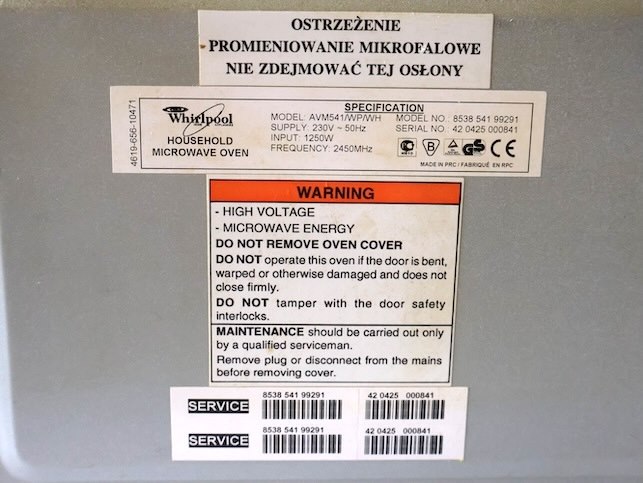 OSTRZEŻENIE
PROMIENIOWANIE MIKROFALOWE
NIE ZDEJMOWAĆ TEJ OSŁONY
4619-656-10471
Whirlpool
HOUSEHOLD
MICROWAVE OVEN
SPECIFICATION
MODEL: AVM541/WP/WH MODEL NO: 8538 541 99291
SUPPLY: 230V ~ 50Hz SERIAL NO: 42 0425 000841
INPUT: 1250W
FREQUENCY: 2450MHz
B GS CE
MADE IN PRC / FABRIQUÉ EN RPC
WARNING
- HIGH VOLTAGE
- MICROWAVE ENERGY
DO NOT REMOVE OVEN COVER
DO NOT operate this oven if the door is bent,
warped or otherwise damaged and does not
close firmly.
DO NOT tamper with the door safety
interlocks.
MAINTENANCE should be carried out only
by a qualified serviceman.
Remove plug or disconnect from the mains
before removing cover.
SERVICE 8538 541 99291 42 0425 000841
SERVICE 8538 541 99291 42 0425 000841